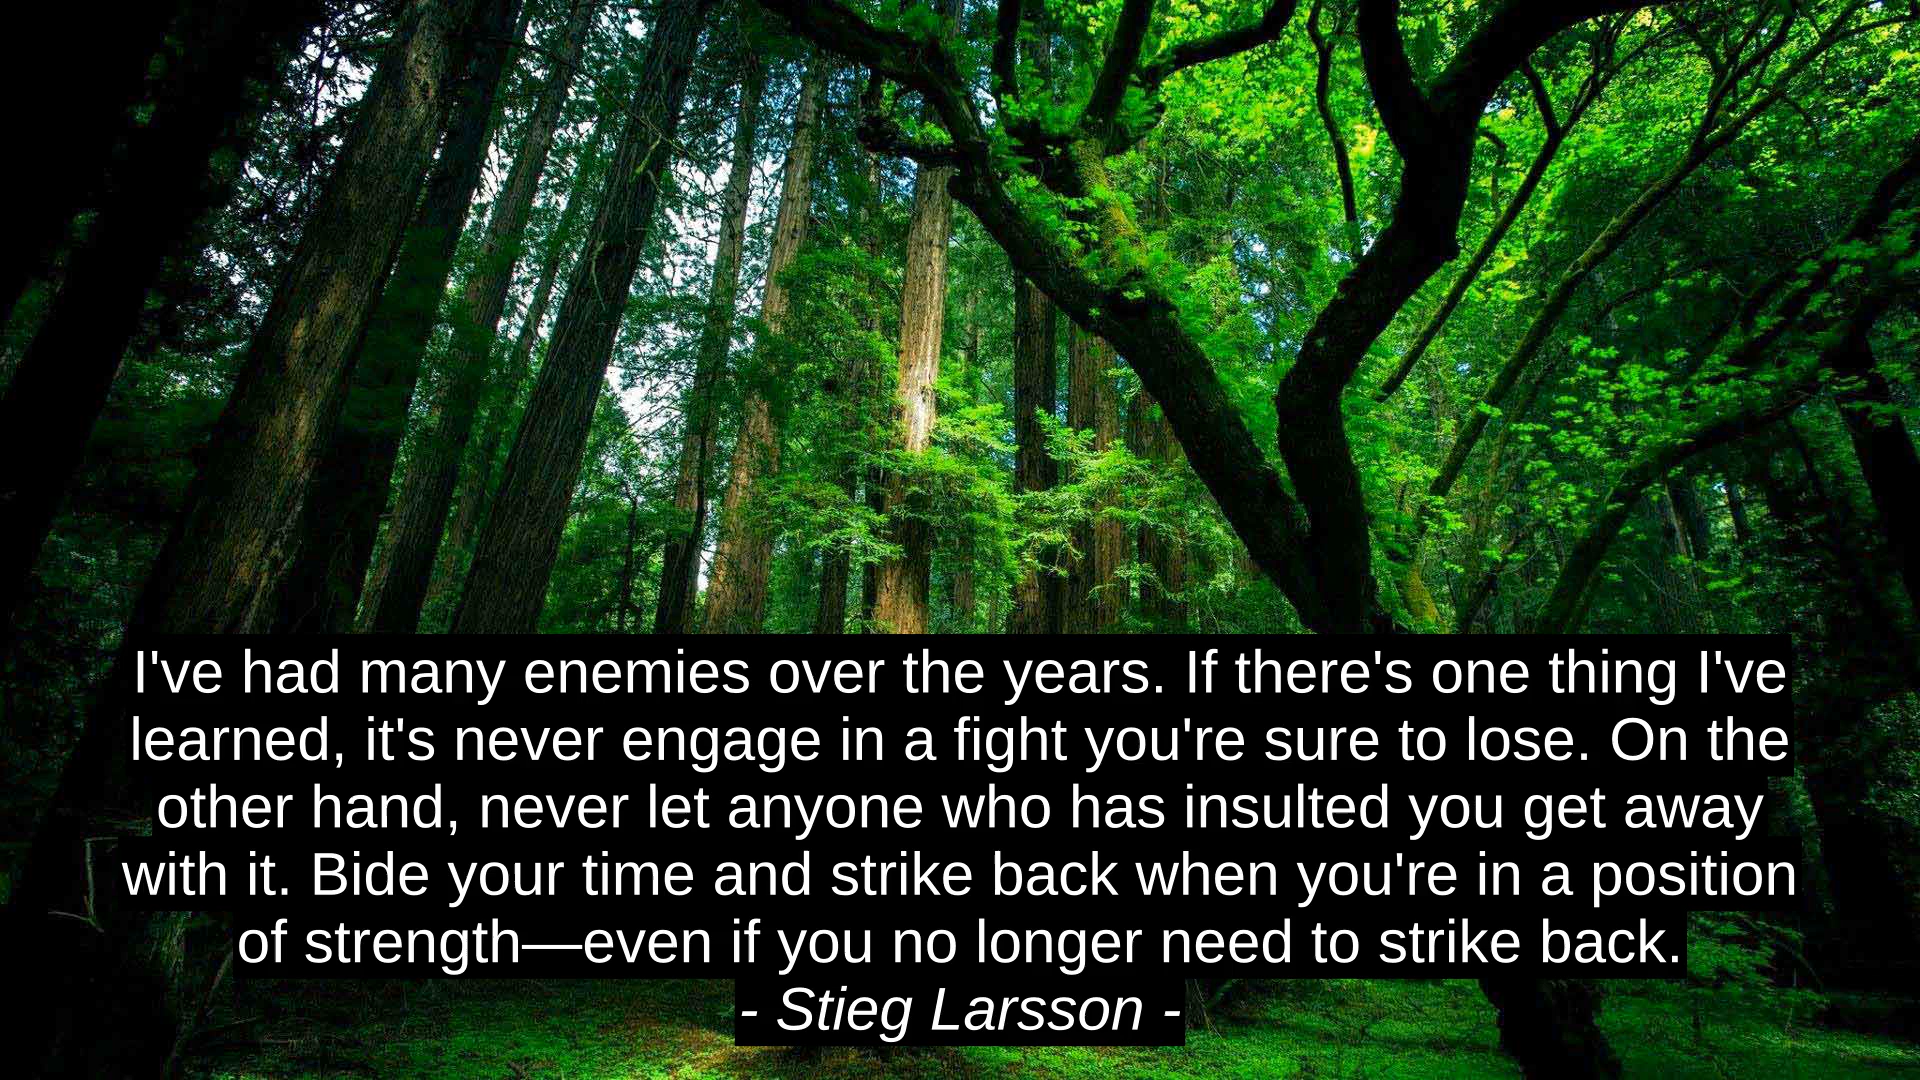 I've had many enemies over the years. If there's one thing I've
learned, it's never engage in a fight you're sure to lose. On the
other hand, never let anyone who has insulted you get away
with it. Bide your time and strike back when you're in a position
of strength—even if you no longer need to strike back.
- Stieg Larsson -